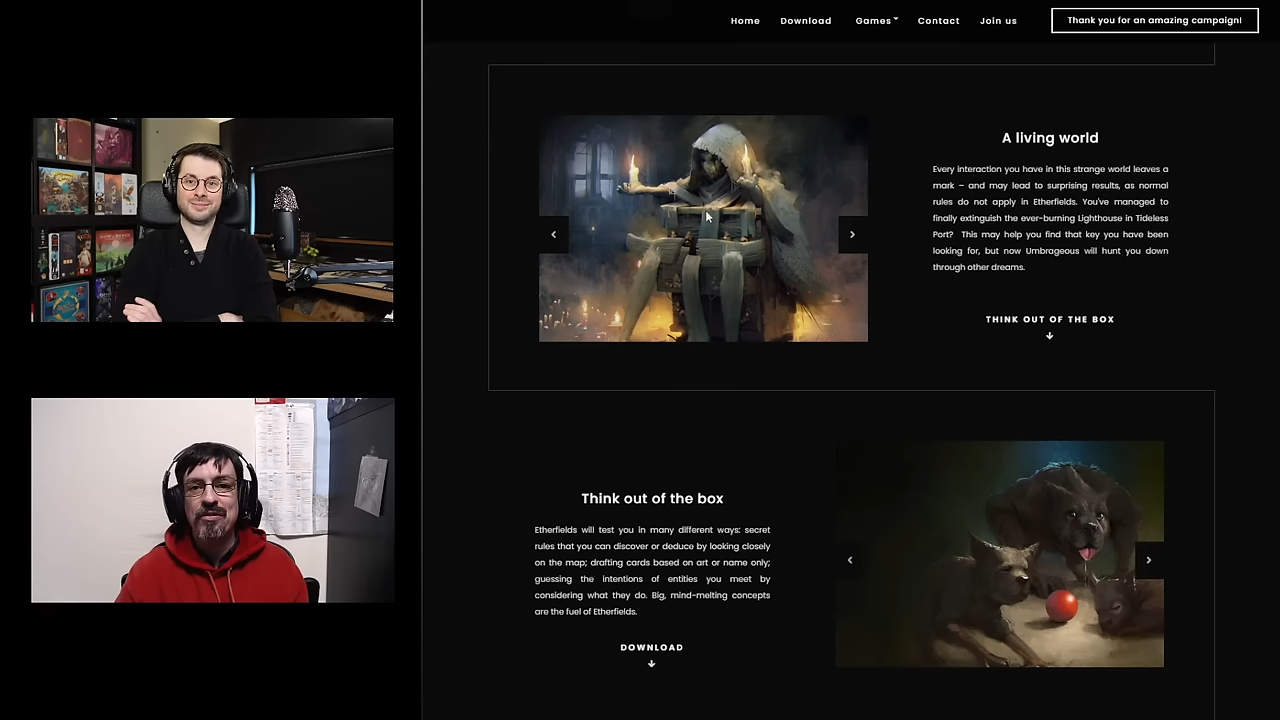 Home Download Games Contact Join us Thank you for an amazing campaign!
A living world
Every interaction you have in this strange world leaves a
mark – and may lead to surprising results, as normal
rules do not apply in Etherfields. You've managed to
finally extinguish the ever-burning Lighthouse in Tideless
Port? This may help you find that key you have been
looking for, but now Umbrageous will hunt you down
through other dreams.
THINK OUT OF THE BOX
Think out of the box
Etherfields will test you in many different ways: secret
rules that you can discover or deduce by looking closely
on the map; drafting cards based on art or name only;
guessing the intentions of entities you meet by
considering what they do. Big, mind-melting concepts
are the fuel of Etherfields.
DOWNLOAD